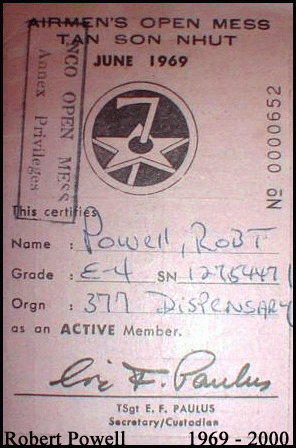 AIRMEN'S OPEN MESS
TAN SON NHUT
JUNE 1969
NCO OPEN MESS
Annex Privileges
7
№ 0000652
This certifies
Name : Powell, ROBT
Grade : E-4 SN 12754471
Orgn : 377 DISPENSARY
as an ACTIVE Member.
E. F. Paulus
TSgt E. F. PAULUS
Secretary/Custodian
Robert Powell 1969 - 2000